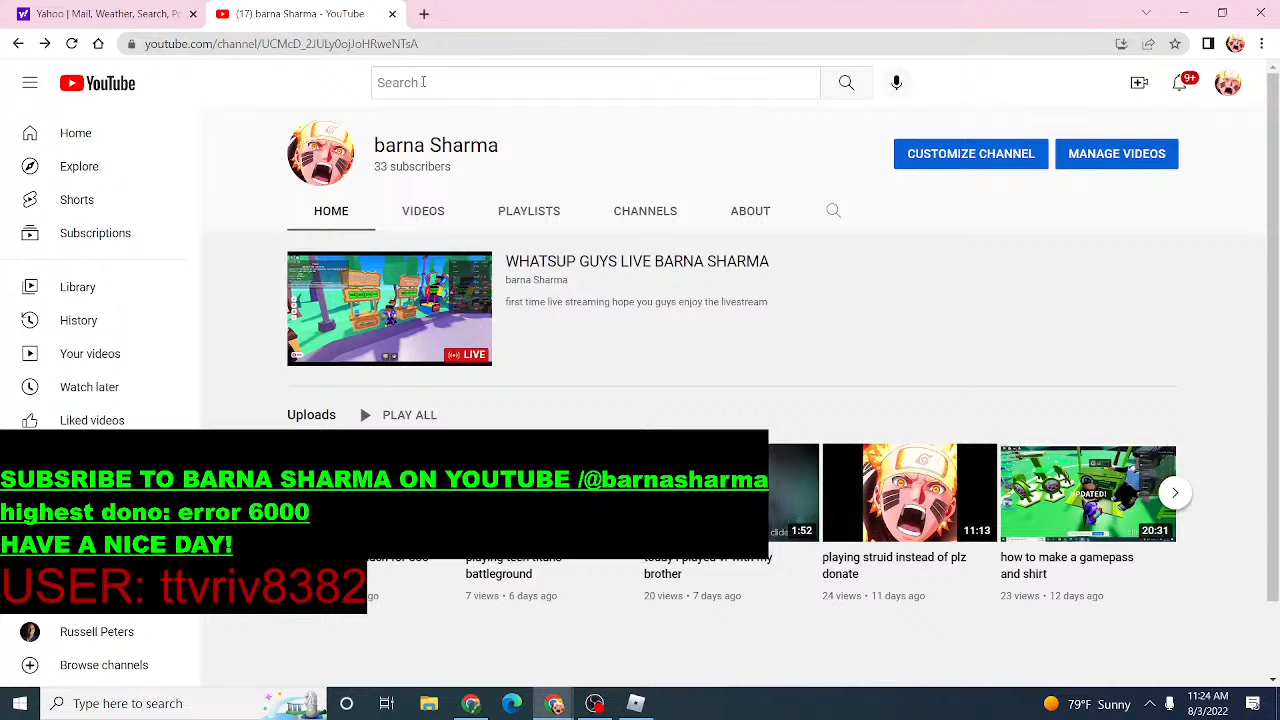 Yahoo | Mail, Weather, Search, Pe
(17) barna Sharma - YouTube
youtube.com/channel/UCMcD_2JULy0ojJoHRweNTsA
YouTube
Search
9+
Home
Explore
Shorts
Subscriptions
Library
History
Your videos
Watch later
Liked videos
barna Sharma
33 subscribers
CUSTOMIZE CHANNEL
MANAGE VIDEOS
HOME
VIDEOS
PLAYLISTS
CHANNELS
ABOUT
WHATSUP GUYS LIVE BARNA SHARMA
barna Sharma
first time live streaming hope you guys enjoy the livestream
LIVE
Uploads
PLAY ALL
SUBSRIBE TO BARNA SHARMA ON YOUTUBE /@barnasharma
highest dono: error 6000
HAVE A NICE DAY!
USER: ttvriv8382
battleground
7 views • 6 days ago
1:52
brother
20 views • 7 days ago
11:13
playing struid instead of plz
donate
24 views • 11 days ago
UPDATED!
20:31
how to make a gamepass
and shirt
23 views • 12 days ago
Russell Peters
Browse channels
Type here to search
79°F Sunny
11:24 AM
8/3/2022